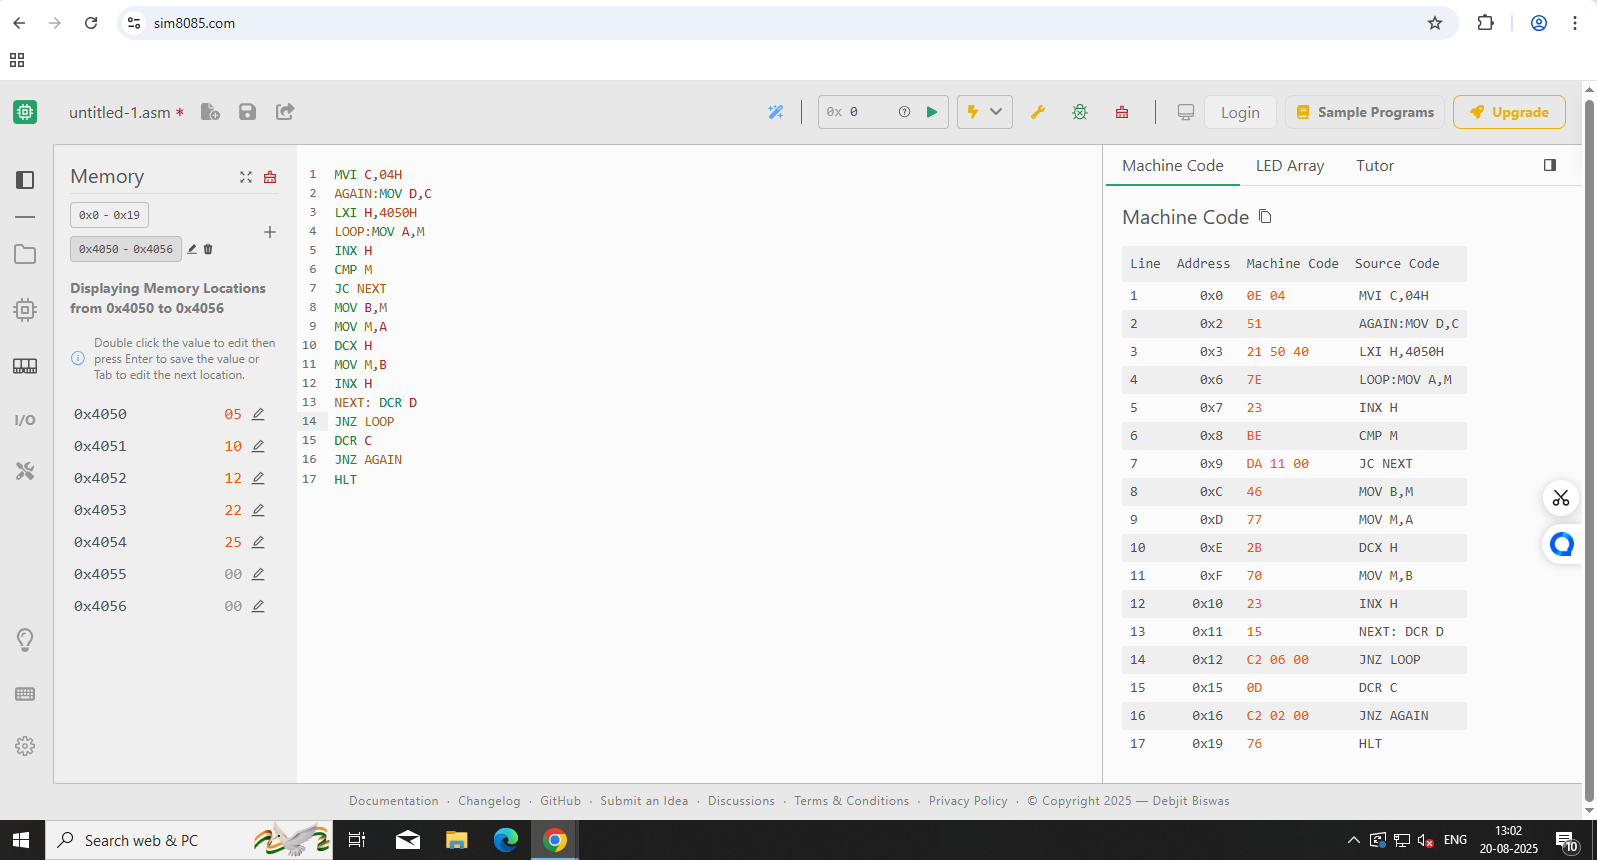 sim8085.com
untitled-1.asm *
0x 0
Login
Sample Programs
Upgrade
Memory
0x0 - 0x19
0x4050 - 0x4056
Displaying Memory Locations
from 0x4050 to 0x4056
Double click the value to edit then
press Enter to save the value or
Tab to edit the next location.
0x4050 05
0x4051 10
0x4052 12
0x4053 22
0x4054 25
0x4055 00
0x4056 00
I/O
1 MVI C,04H
2 AGAIN:MOV D,C
3 LXI H,4050H
4 LOOP:MOV A,M
5 INX H
6 CMP M
7 JC NEXT
8 MOV B,M
9 MOV M,A
10 DCX H
11 MOV M,B
12 INX H
13 NEXT: DCR D
14 JNZ LOOP
15 DCR C
16 JNZ AGAIN
17 HLT
Machine Code LED Array Tutor
Machine Code
Line Address Machine Code Source Code
1 0x0 0E 04 MVI C,04H
2 0x2 51 AGAIN:MOV D,C
3 0x3 21 50 40 LXI H,4050H
4 0x6 7E LOOP:MOV A,M
5 0x7 23 INX H
6 0x8 BE CMP M
7 0x9 DA 11 00 JC NEXT
8 0xC 46 MOV B,M
9 0xD 77 MOV M,A
10 0xE 2B DCX H
11 0xF 70 MOV M,B
12 0x10 23 INX H
13 0x11 15 NEXT: DCR D
14 0x12 C2 06 00 JNZ LOOP
15 0x15 0D DCR C
16 0x16 C2 02 00 JNZ AGAIN
17 0x19 76 HLT
Documentation · Changelog · GitHub · Submit an Idea · Discussions · Terms & Conditions · Privacy Policy · © Copyright 2025 — Debjit Biswas
Search web & PC
ENG
13:02
20-08-2025
10